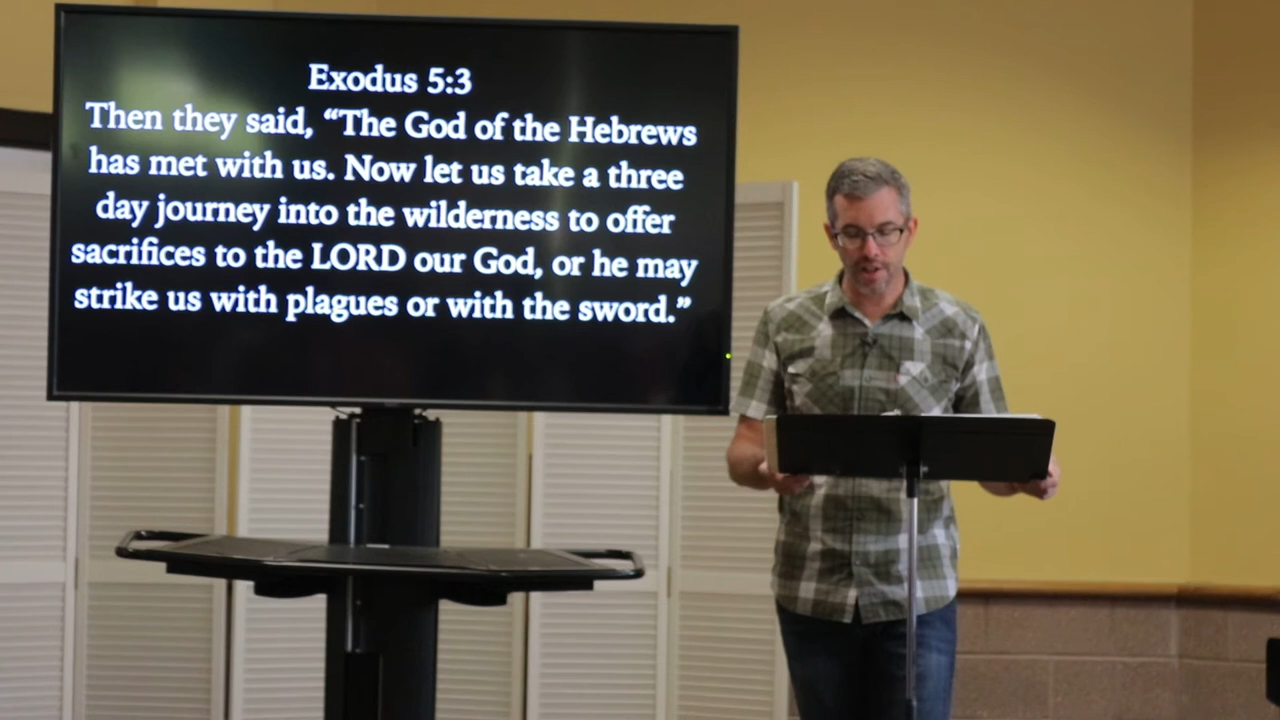 Exodus 5:3
Then they said, “The God of the Hebrews
has met with us. Now let us take a three
day journey into the wilderness to offer
sacrifices to the LORD our God, or he may
strike us with plagues or with the sword.”